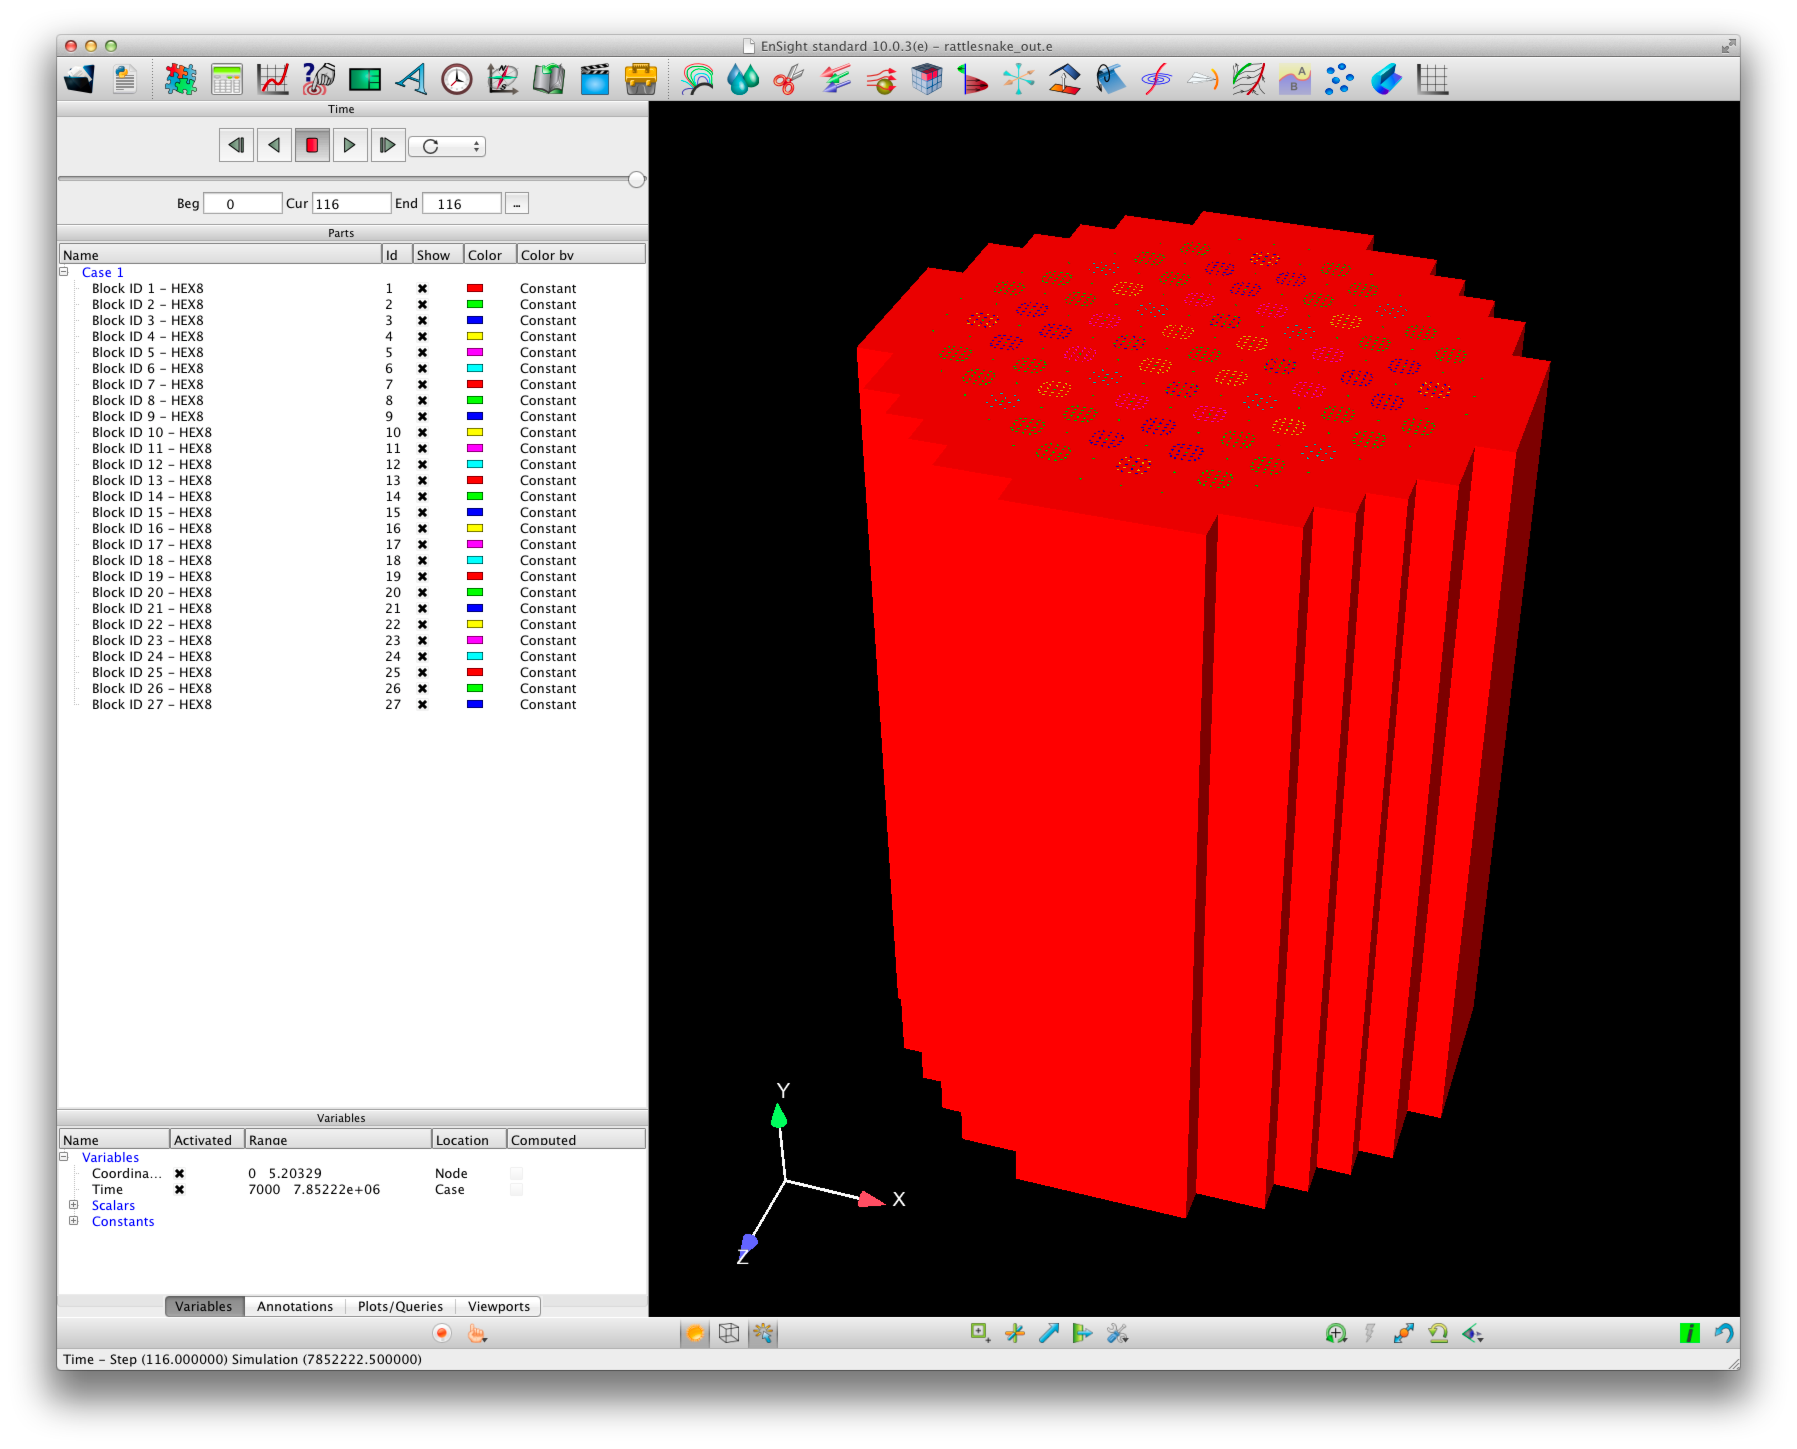 EnSight standard 10.0.3(e) – rattlesnake_out.e
Time
Beg 0 Cur 116 End 116 ...
Parts
Name Id Show Color Color by
Case 1
Block ID 1 – HEX8 1 Constant
Block ID 2 – HEX8 2 Constant
Block ID 3 – HEX8 3 Constant
Block ID 4 – HEX8 4 Constant
Block ID 5 – HEX8 5 Constant
Block ID 6 – HEX8 6 Constant
Block ID 7 – HEX8 7 Constant
Block ID 8 – HEX8 8 Constant
Block ID 9 – HEX8 9 Constant
Block ID 10 – HEX8 10 Constant
Block ID 11 – HEX8 11 Constant
Block ID 12 – HEX8 12 Constant
Block ID 13 – HEX8 13 Constant
Block ID 14 – HEX8 14 Constant
Block ID 15 – HEX8 15 Constant
Block ID 16 – HEX8 16 Constant
Block ID 17 – HEX8 17 Constant
Block ID 18 – HEX8 18 Constant
Block ID 19 – HEX8 19 Constant
Block ID 20 – HEX8 20 Constant
Block ID 21 – HEX8 21 Constant
Block ID 22 – HEX8 22 Constant
Block ID 23 – HEX8 23 Constant
Block ID 24 – HEX8 24 Constant
Block ID 25 – HEX8 25 Constant
Block ID 26 – HEX8 26 Constant
Block ID 27 – HEX8 27 Constant
Y
X
Z
Variables
Name Activated Range Location Computed
Variables
Coordina... 0 5.20329 Node
Time 7000 7.85222e+06 Case
Scalars
Constants
Variables Annotations Plots/Queries Viewports
Time – Step (116.000000) Simulation (7852222.500000)